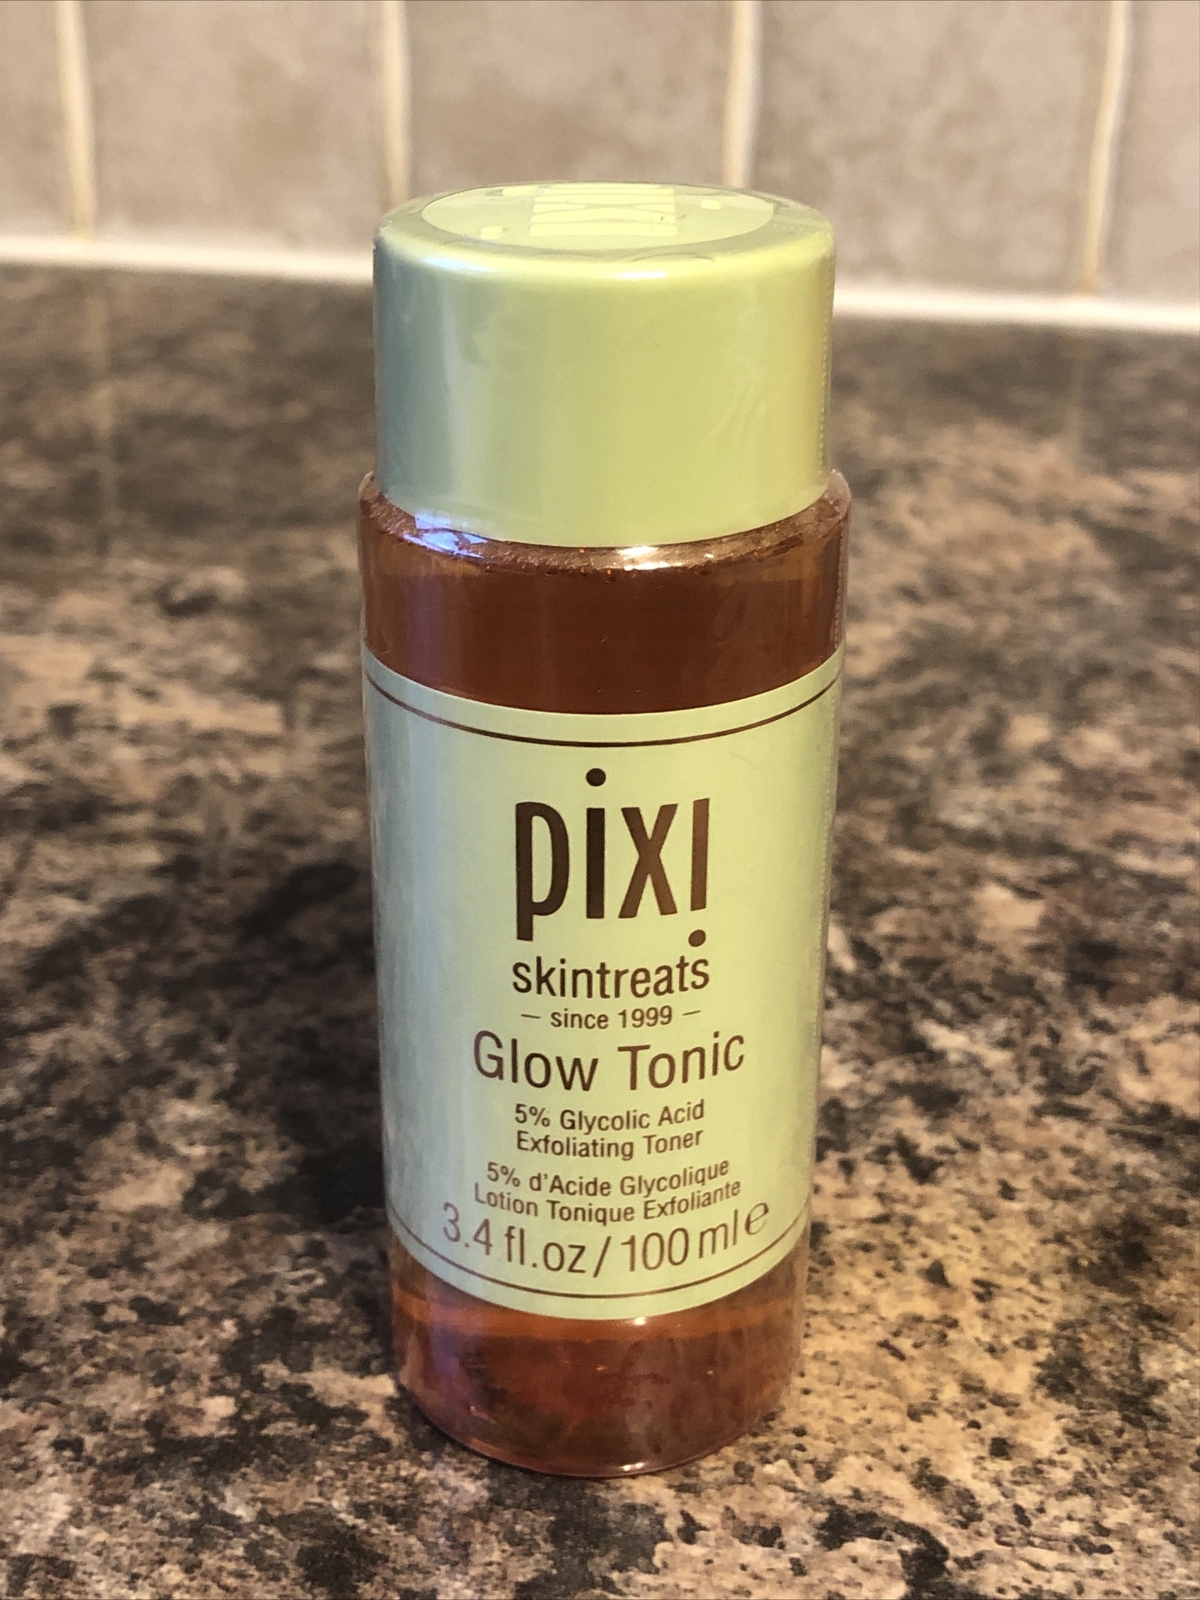 pixi
pixi
skintreats
– since 1999 –
Glow Tonic
5% Glycolic Acid
Exfoliating Toner
5% d'Acide Glycolique
Lotion Tonique Exfoliante
3.4 fl.oz / 100 ml e